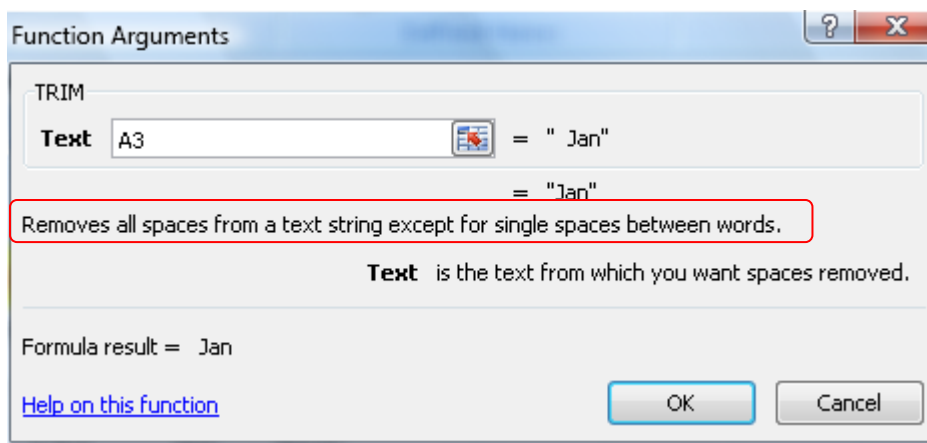 Function Arguments
?
X
TRIM
Text A3 = " Jan"
= "Jan"
Removes all spaces from a text string except for single spaces between words.
Text is the text from which you want spaces removed.
Formula result = Jan
Help on this function
OK
Cancel